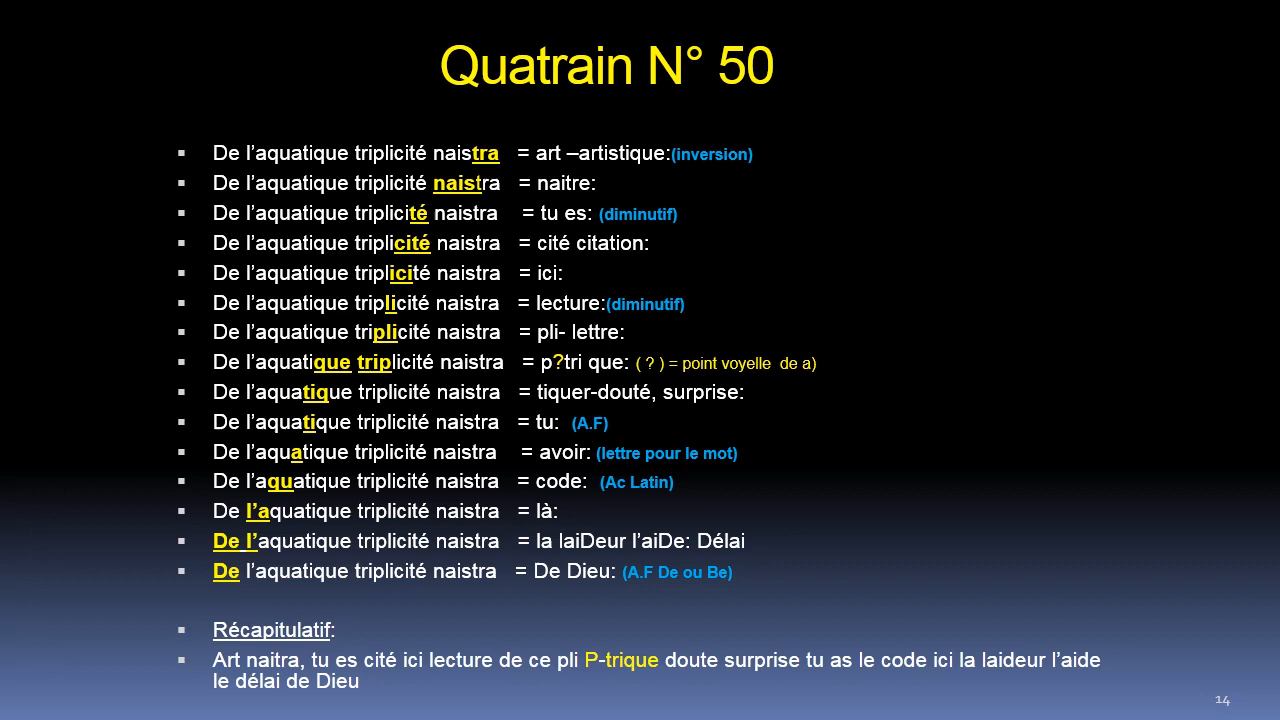 Quatrain N° 50
▪ De l’aquatique triplicité naistra = art –artistique:(inversion)
▪ De l’aquatique triplicité naistra = naitre:
▪ De l’aquatique triplicité naistra = tu es: (diminutif)
▪ De l’aquatique triplicité naistra = cité citation:
▪ De l’aquatique triplicité naistra = ici:
▪ De l’aquatique triplicité naistra = lecture:(diminutif)
▪ De l’aquatique triplicité naistra = pli- lettre:
▪ De l’aquatique triplicité naistra = p?tri que: ( ? ) = point voyelle de a)
▪ De l’aquatique triplicité naistra = tiquer-douté, surprise:
▪ De l’aquatique triplicité naistra = tu: (A.F)
▪ De l’aquatique triplicité naistra = avoir: (lettre pour le mot)
▪ De l’aquatique triplicité naistra = code: (Ac Latin)
▪ De l’aquatique triplicité naistra = là:
▪ De l’aquatique triplicité naistra = la laiDeur l’aiDe: Délai
▪ De l’aquatique triplicité naistra = De Dieu: (A.F De ou Be)
▪ Récapitulatif:
▪ Art naitra, tu es cité ici lecture de ce pli P-trique doute surprise tu as le code ici la laideur l’aide
le délai de Dieu
14